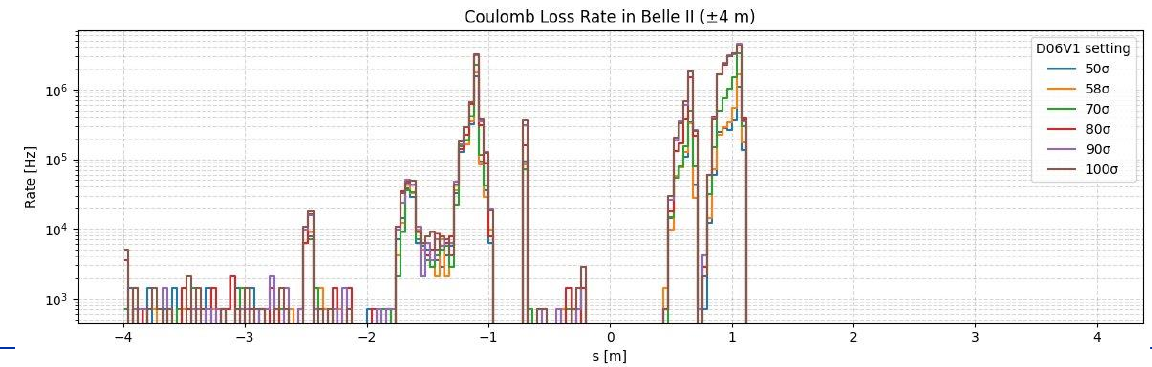 Coulomb Loss Rate in Belle II (±4 m)
Rate [Hz]
10⁶
10⁵
10⁴
10³
D06V1 setting
50σ
58σ
70σ
80σ
90σ
100σ
−4 −3 −2 −1 0 1 2 3 4
s [m]